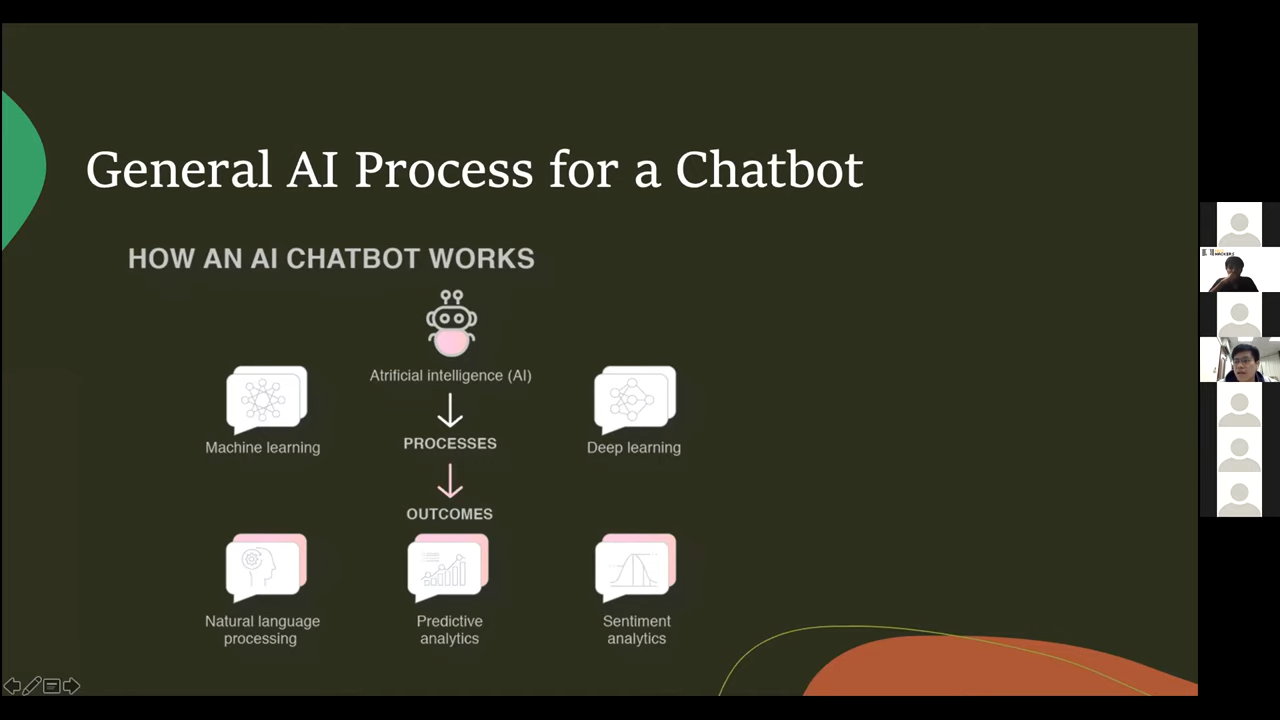 General AI Process for a Chatbot
HOW AN AI CHATBOT WORKS
Atrificial intelligence (AI)
Machine learning
PROCESSES
Deep learning
OUTCOMES
Natural language
processing
Predictive
analytics
Sentiment
analytics